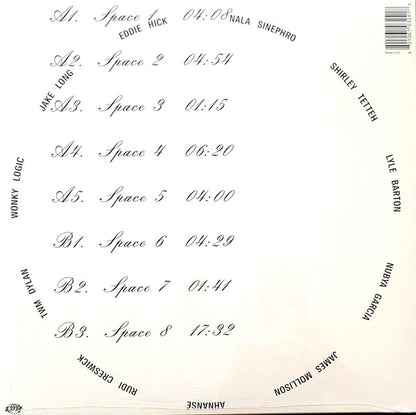 A1. Space 1 04:08
A2. Space 2 04:54
A3. Space 3 01:15
A4. Space 4 06:20
A5. Space 5 04:00
B1. Space 6 04:29
B2. Space 7 01:41
B3. Space 8 17:32
NALA SINEPHRO
SHIRLEY TETTEH
LYLE BARTON
NUBYA GARCIA
JAMES MOLLISON
AHNANSÉ
RUDI CRESWICK
TWM DYLAN
WONKY LOGIC
JAKE LONG
EDDIE HICK